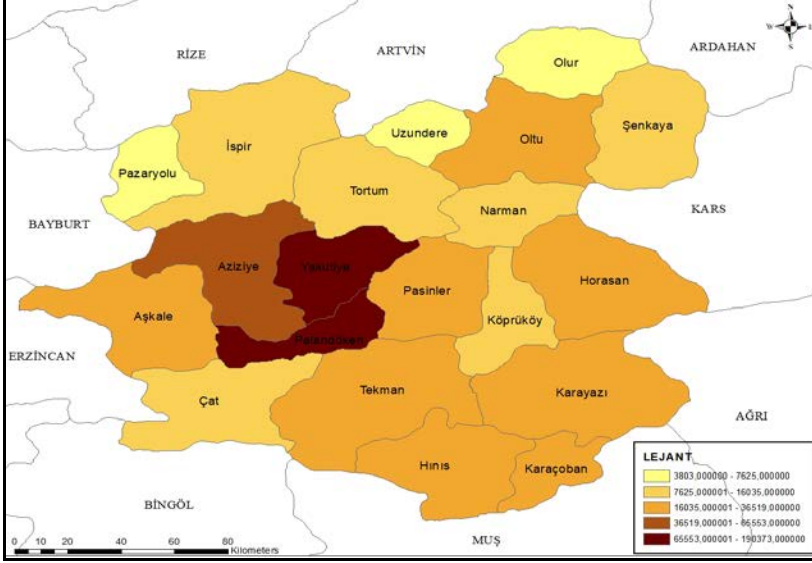 N
W E
S
RİZE
ARTVİN
ARDAHAN
Olur
Şenkaya
Uzundere
Oltu
İspir
Pazaryolu
Tortum
Narman
KARS
BAYBURT
Aziziye
Yakutiye
Pasinler
Horasan
Aşkale
Köprüköy
Palandöken
ERZİNCAN
Tekman
Karayazı
Çat
AĞRI
Hınıs
Karaçoban
BİNGÖL
MUŞ
LEJANT
3803,000000 - 7625,000000
7625,000001 - 16035,000000
16035,000001 - 36519,000000
36519,000001 - 65553,000000
65553,000001 - 190373,000000
0 5 10 20 40 60 80
Kilometers